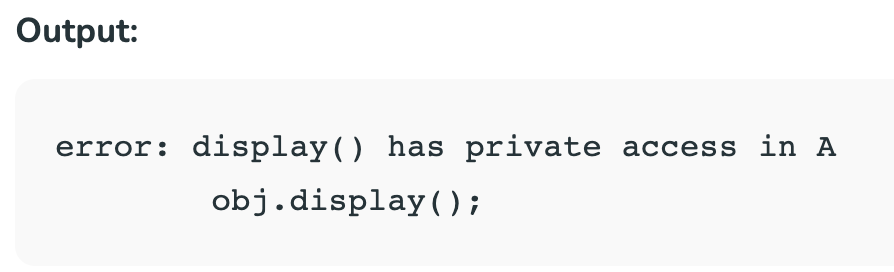 Output:
error: display() has private access in A
obj.display();